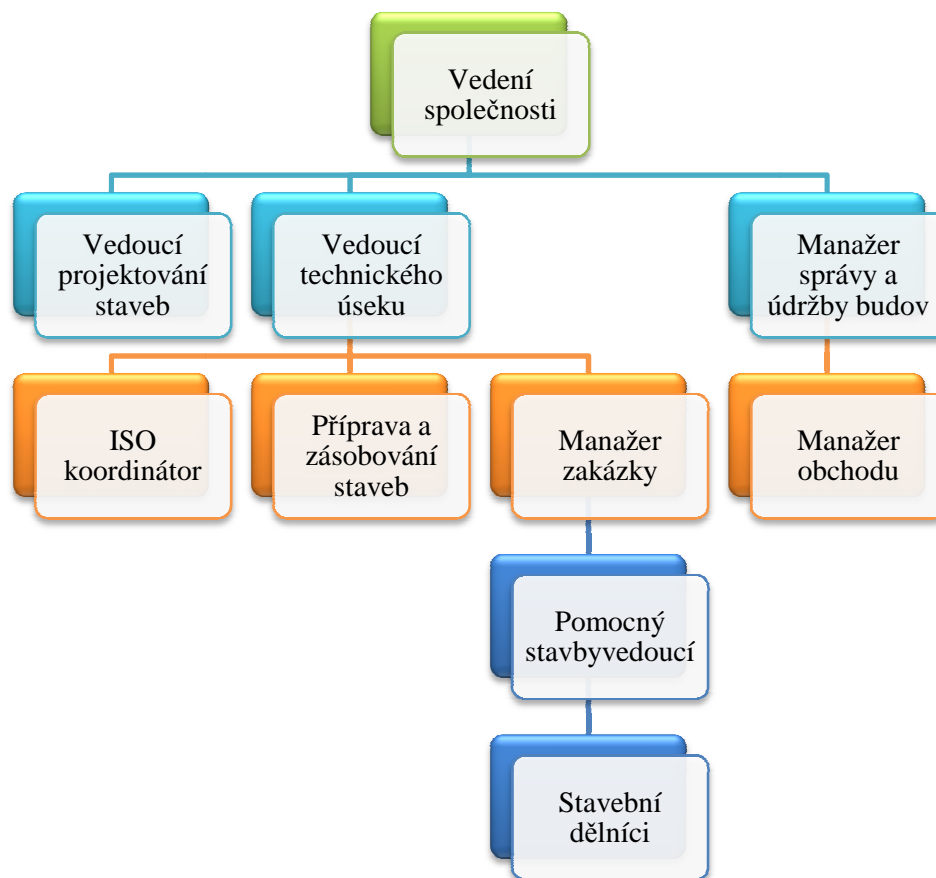 Vedení
společnosti
Vedoucí
projektování
staveb
Vedoucí
technického
úseku
Manažer
správy a
údržby budov
ISO
koordinátor
Příprava a
zásobování
staveb
Manažer
zakázky
Manažer
obchodu
Pomocný
stavbyvedoucí
Stavební
dělníci